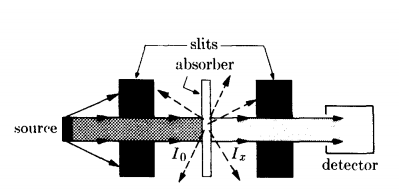 slits
absorber
source
I₀
Iₓ
detector